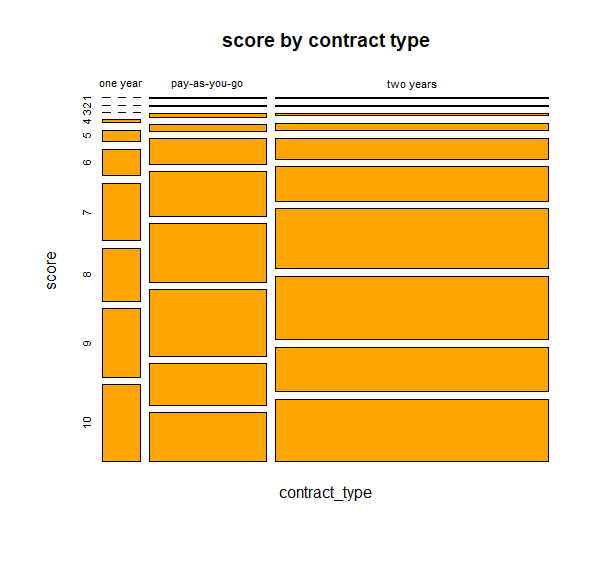 score by contract type
one year pay-as-you-go two years
1
2
3
4
5
6
7
8
9
10
score
contract_type